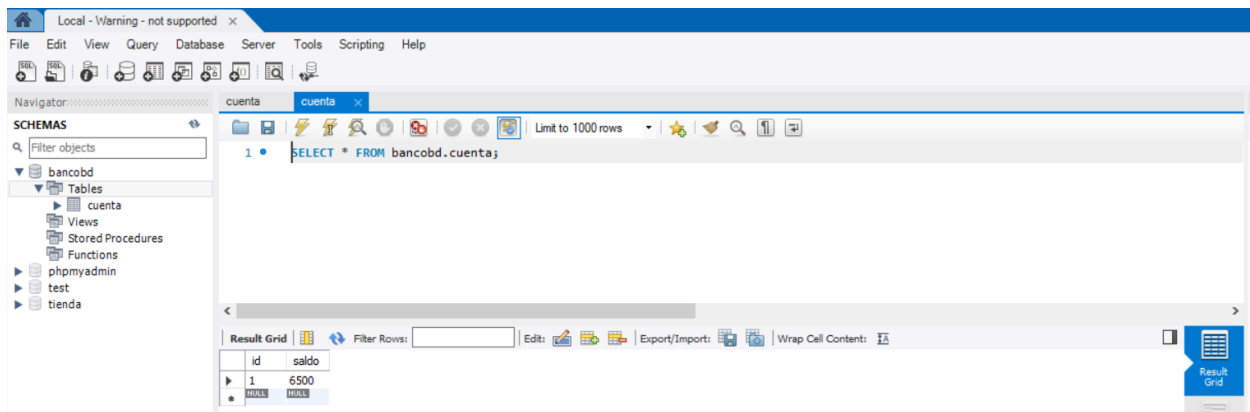 Local - Warning - not supported
File Edit View Query Database Server Tools Scripting Help
Navigator
SCHEMAS
Filter objects
bancobd
Tables
cuenta
Views
Stored Procedures
Functions
phpmyadmin
test
tienda
cuenta cuenta
Limit to 1000 rows
1 SELECT * FROM bancobd.cuenta;
Result Grid Filter Rows: Edit: Export/Import: Wrap Cell Content:
id saldo
1 6500
NULL NULL
Result
Grid